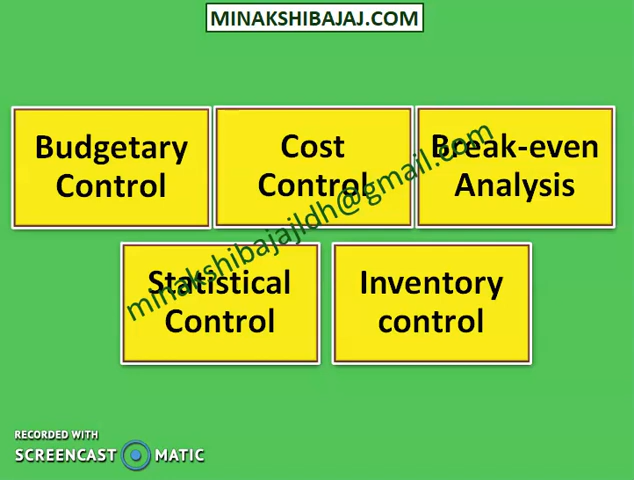 MINAKSHIBAJAJ.COM
Budgetary
Control
Cost
Control
Break-even
Analysis
minakshibajajldh@gmail.com
Statistical
Control
Inventory
control
RECORDED WITH
SCREENCAST MATIC